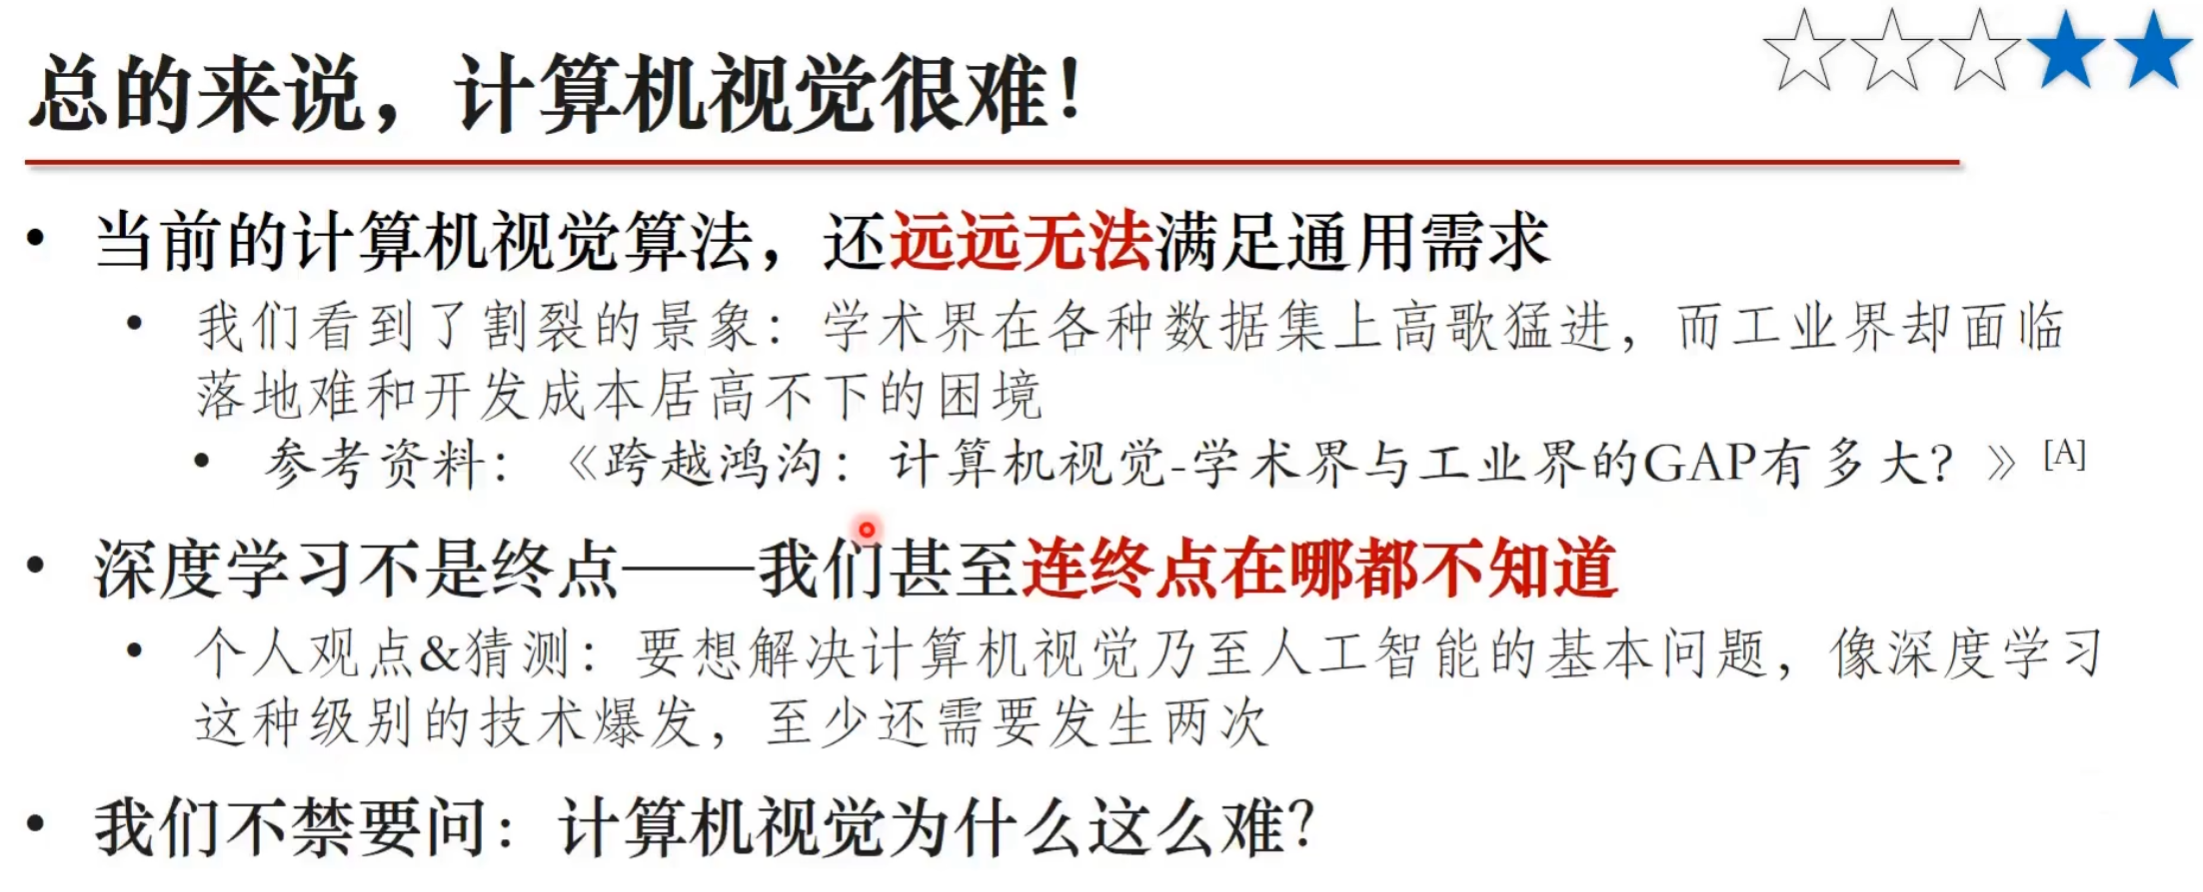 总的来说，计算机视觉很难！
• 当前的计算机视觉算法，还远远无法满足通用需求
• 我们看到了割裂的景象：学术界在各种数据集上高歌猛进，而工业界却面临
落地难和开发成本居高不下的困境
• 参考资料：《跨越鸿沟：计算机视觉-学术界与工业界的GAP有多大？》[A]
• 深度学习不是终点——我们甚至连终点在哪都不知道
• 个人观点&猜测：要想解决计算机视觉乃至人工智能的基本问题，像深度学习
这种级别的技术爆发，至少还需要发生两次
• 我们不禁要问：计算机视觉为什么这么难？